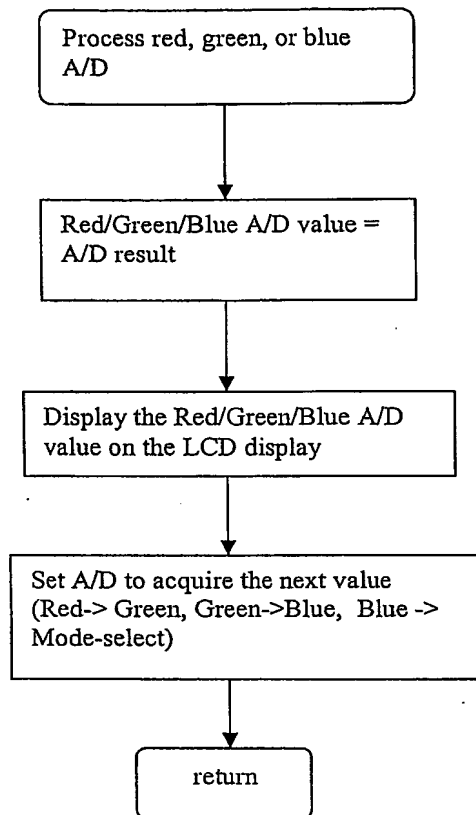 Process red, green, or blue
A/D
Red/Green/Blue A/D value =
A/D result
Display the Red/Green/Blue A/D
value on the LCD display
Set A/D to acquire the next value
(Red-> Green, Green->Blue, Blue ->
Mode-select)
return